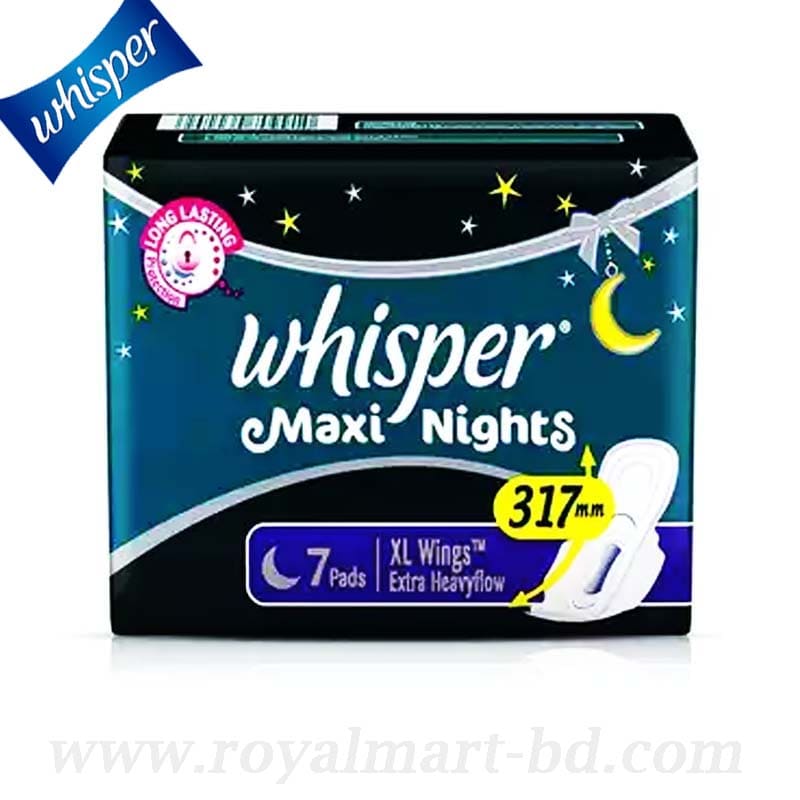 whisper
LONG LASTING
Protection
whisper®
Maxi Nights
317mm
7 Pads
XL Wings™
Extra Heavyflow
www.royalmart-bd.com